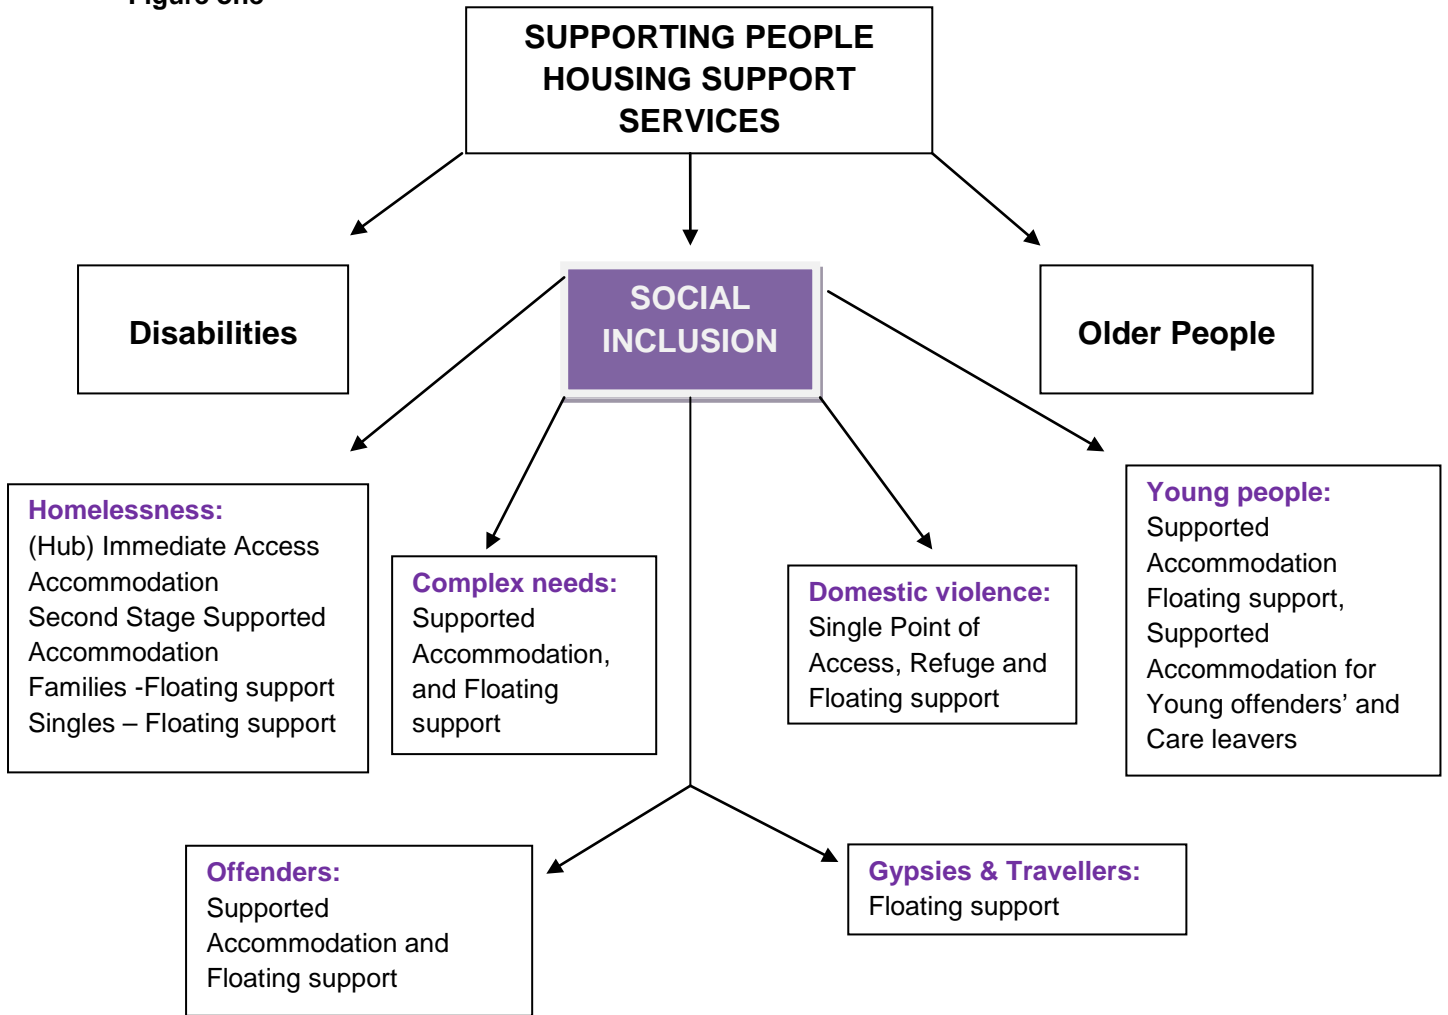 Figure one
SUPPORTING PEOPLE
HOUSING SUPPORT
SERVICES
Disabilities
SOCIAL
INCLUSION
Older People
Homelessness:
(Hub) Immediate Access
Accommodation
Second Stage Supported
Accommodation
Families -Floating support
Singles – Floating support
Complex needs:
Supported
Accommodation,
and Floating
support
Domestic violence:
Single Point of
Access, Refuge and
Floating support
Young people:
Supported
Accommodation
Floating support,
Supported
Accommodation for
Young offenders’ and
Care leavers
Offenders:
Supported
Accommodation and
Floating support
Gypsies & Travellers:
Floating support